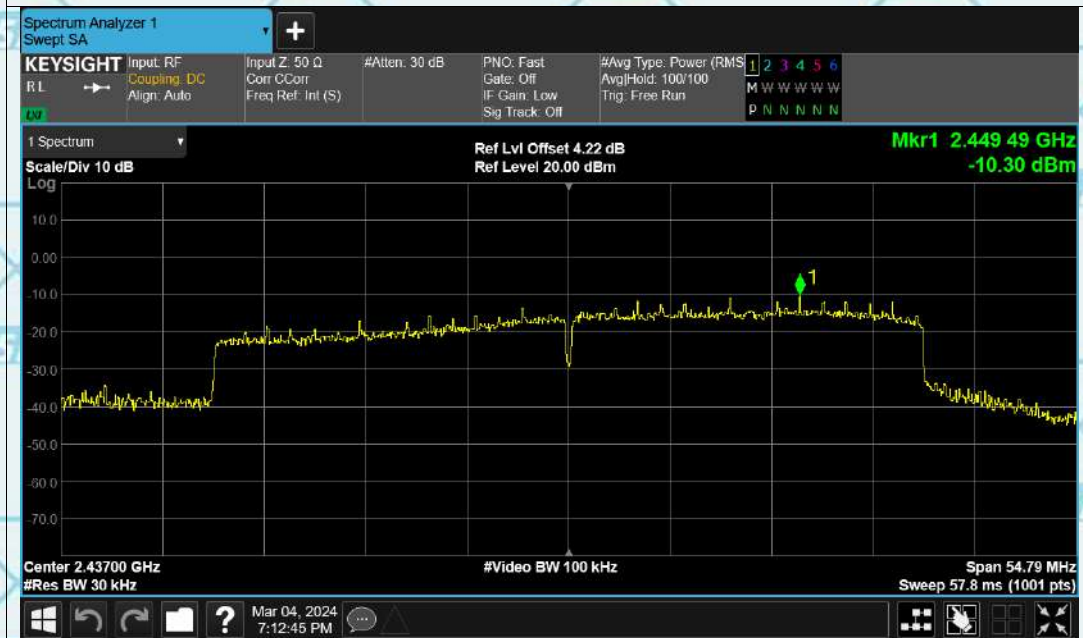 Spectrum Analyzer 1
Swept SA
+
KEYSIGHT
R L
LXI
Input: RF
Coupling: DC
Align: Auto
Input Z: 50 Ω
Corr CCorr
Freq Ref: Int (S)
#Atten: 30 dB
PNO: Fast
Gate: Off
IF Gain: Low
Sig Track: Off
#Avg Type: Power (RMS
Avg|Hold: 100/100
Trig: Free Run
1 2 3 4 5 6
M W W W W W
P N N N N N
1 Spectrum
Scale/Div 10 dB
Log
Ref Lvl Offset 4.22 dB
Ref Level 20.00 dBm
Mkr1 2.449 49 GHz
-10.30 dBm
10.0
0.00
-10.0
-20.0
-30.0
-40.0
-50.0
-60.0
-70.0
1
Center 2.43700 GHz
#Res BW 30 kHz
#Video BW 100 kHz
Span 54.79 MHz
Sweep 57.8 ms (1001 pts)
?
Mar 04, 2024
7:12:45 PM